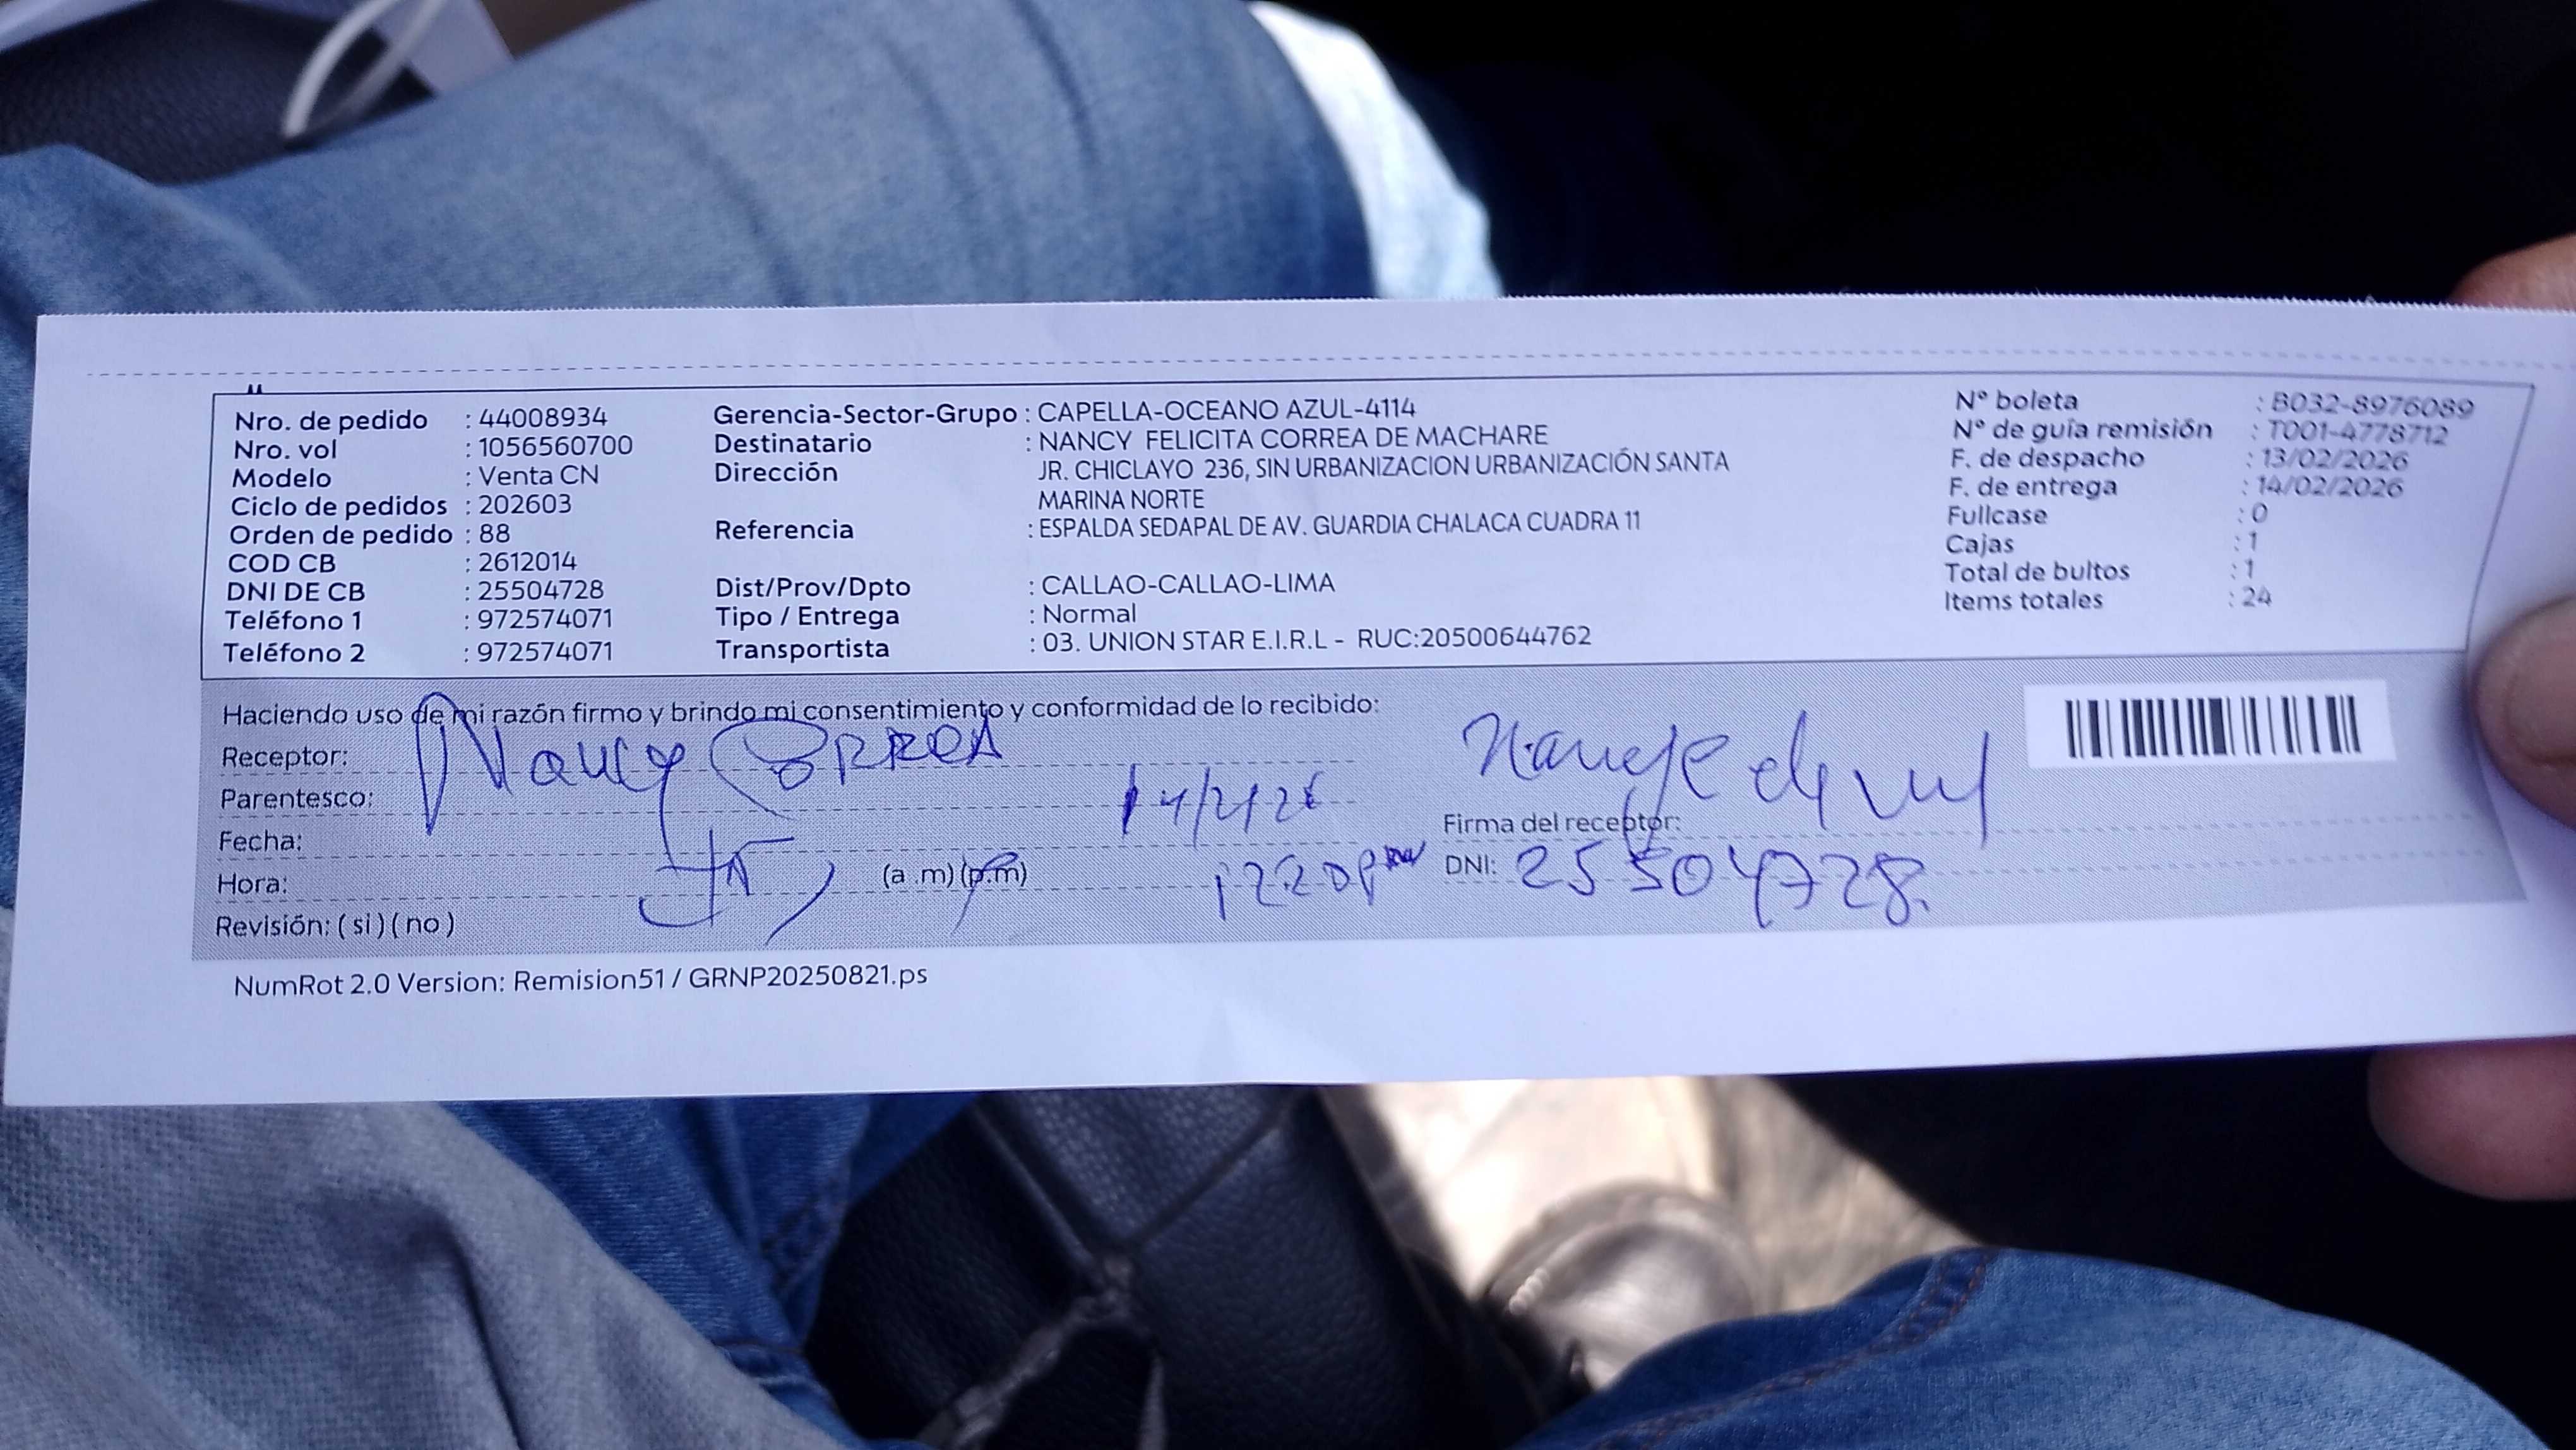 Nro. de pedido : 44008934
Nro. vol : 1056560700
Modelo : Venta CN
Ciclo de pedidos : 202603
Orden de pedido : 88
COD CB : 2612014
DNI DE CB : 25504728
Teléfono 1 : 972574071
Teléfono 2 : 972574071
Gerencia-Sector-Grupo : CAPELLA-OCEANO AZUL-4114
Destinatario : NANCY FELICITA CORREA DE MACHARE
Dirección JR. CHICLAYO 236, SIN URBANIZACION URBANIZACIÓN SANTA
MARINA NORTE
Referencia : ESPALDA SEDAPAL DE AV. GUARDIA CHALACA CUADRA 11
Dist/Prov/Dpto : CALLAO-CALLAO-LIMA
Tipo / Entrega : Normal
Transportista : 03. UNION STAR E.I.R.L - RUC:20500644762
N° boleta : B032-8976089
N° de guía remisión : T001-4778712
F. de despacho : 13/02/2026
F. de entrega : 14/02/2026
Fullcase : 0
Cajas : 1
Total de bultos : 1
Items totales : 24
Haciendo uso de mi razón firmo y brindo mi consentimiento y conformidad de lo recibido:
Receptor: Nancy CORREA
Parentesco:
Fecha: 14/2/26
Hora: (a .m) (p.m) 1220pm
Revisión: ( si ) ( no )
Firma del receptor:
DNI: 25504728.
NumRot 2.0 Version: Remision51 / GRNP20250821.ps